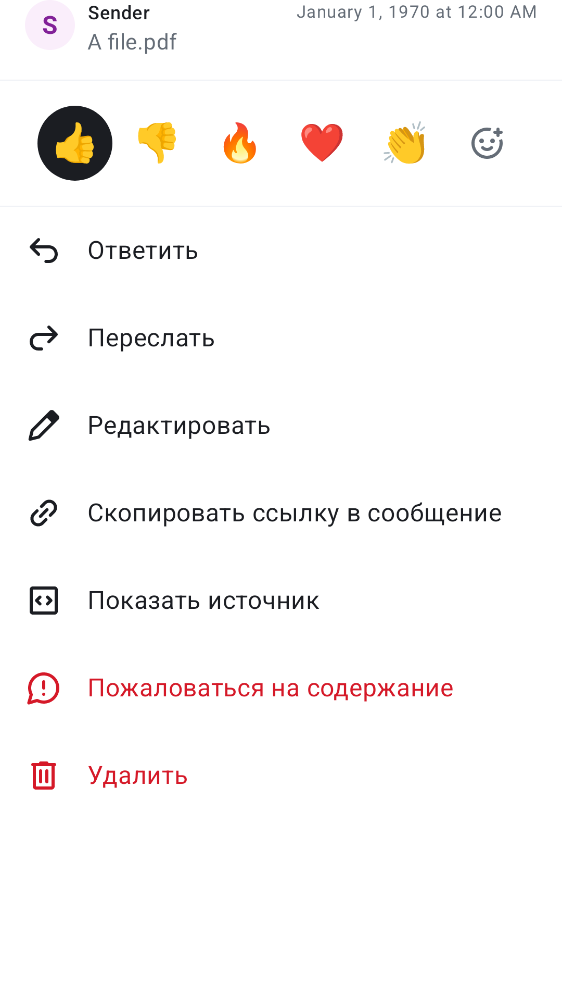 S
Sender
January 1, 1970 at 12:00 AM
A file.pdf
Ответить
Переслать
Редактировать
Скопировать ссылку в сообщение
Показать источник
Пожаловаться на содержание
Удалить